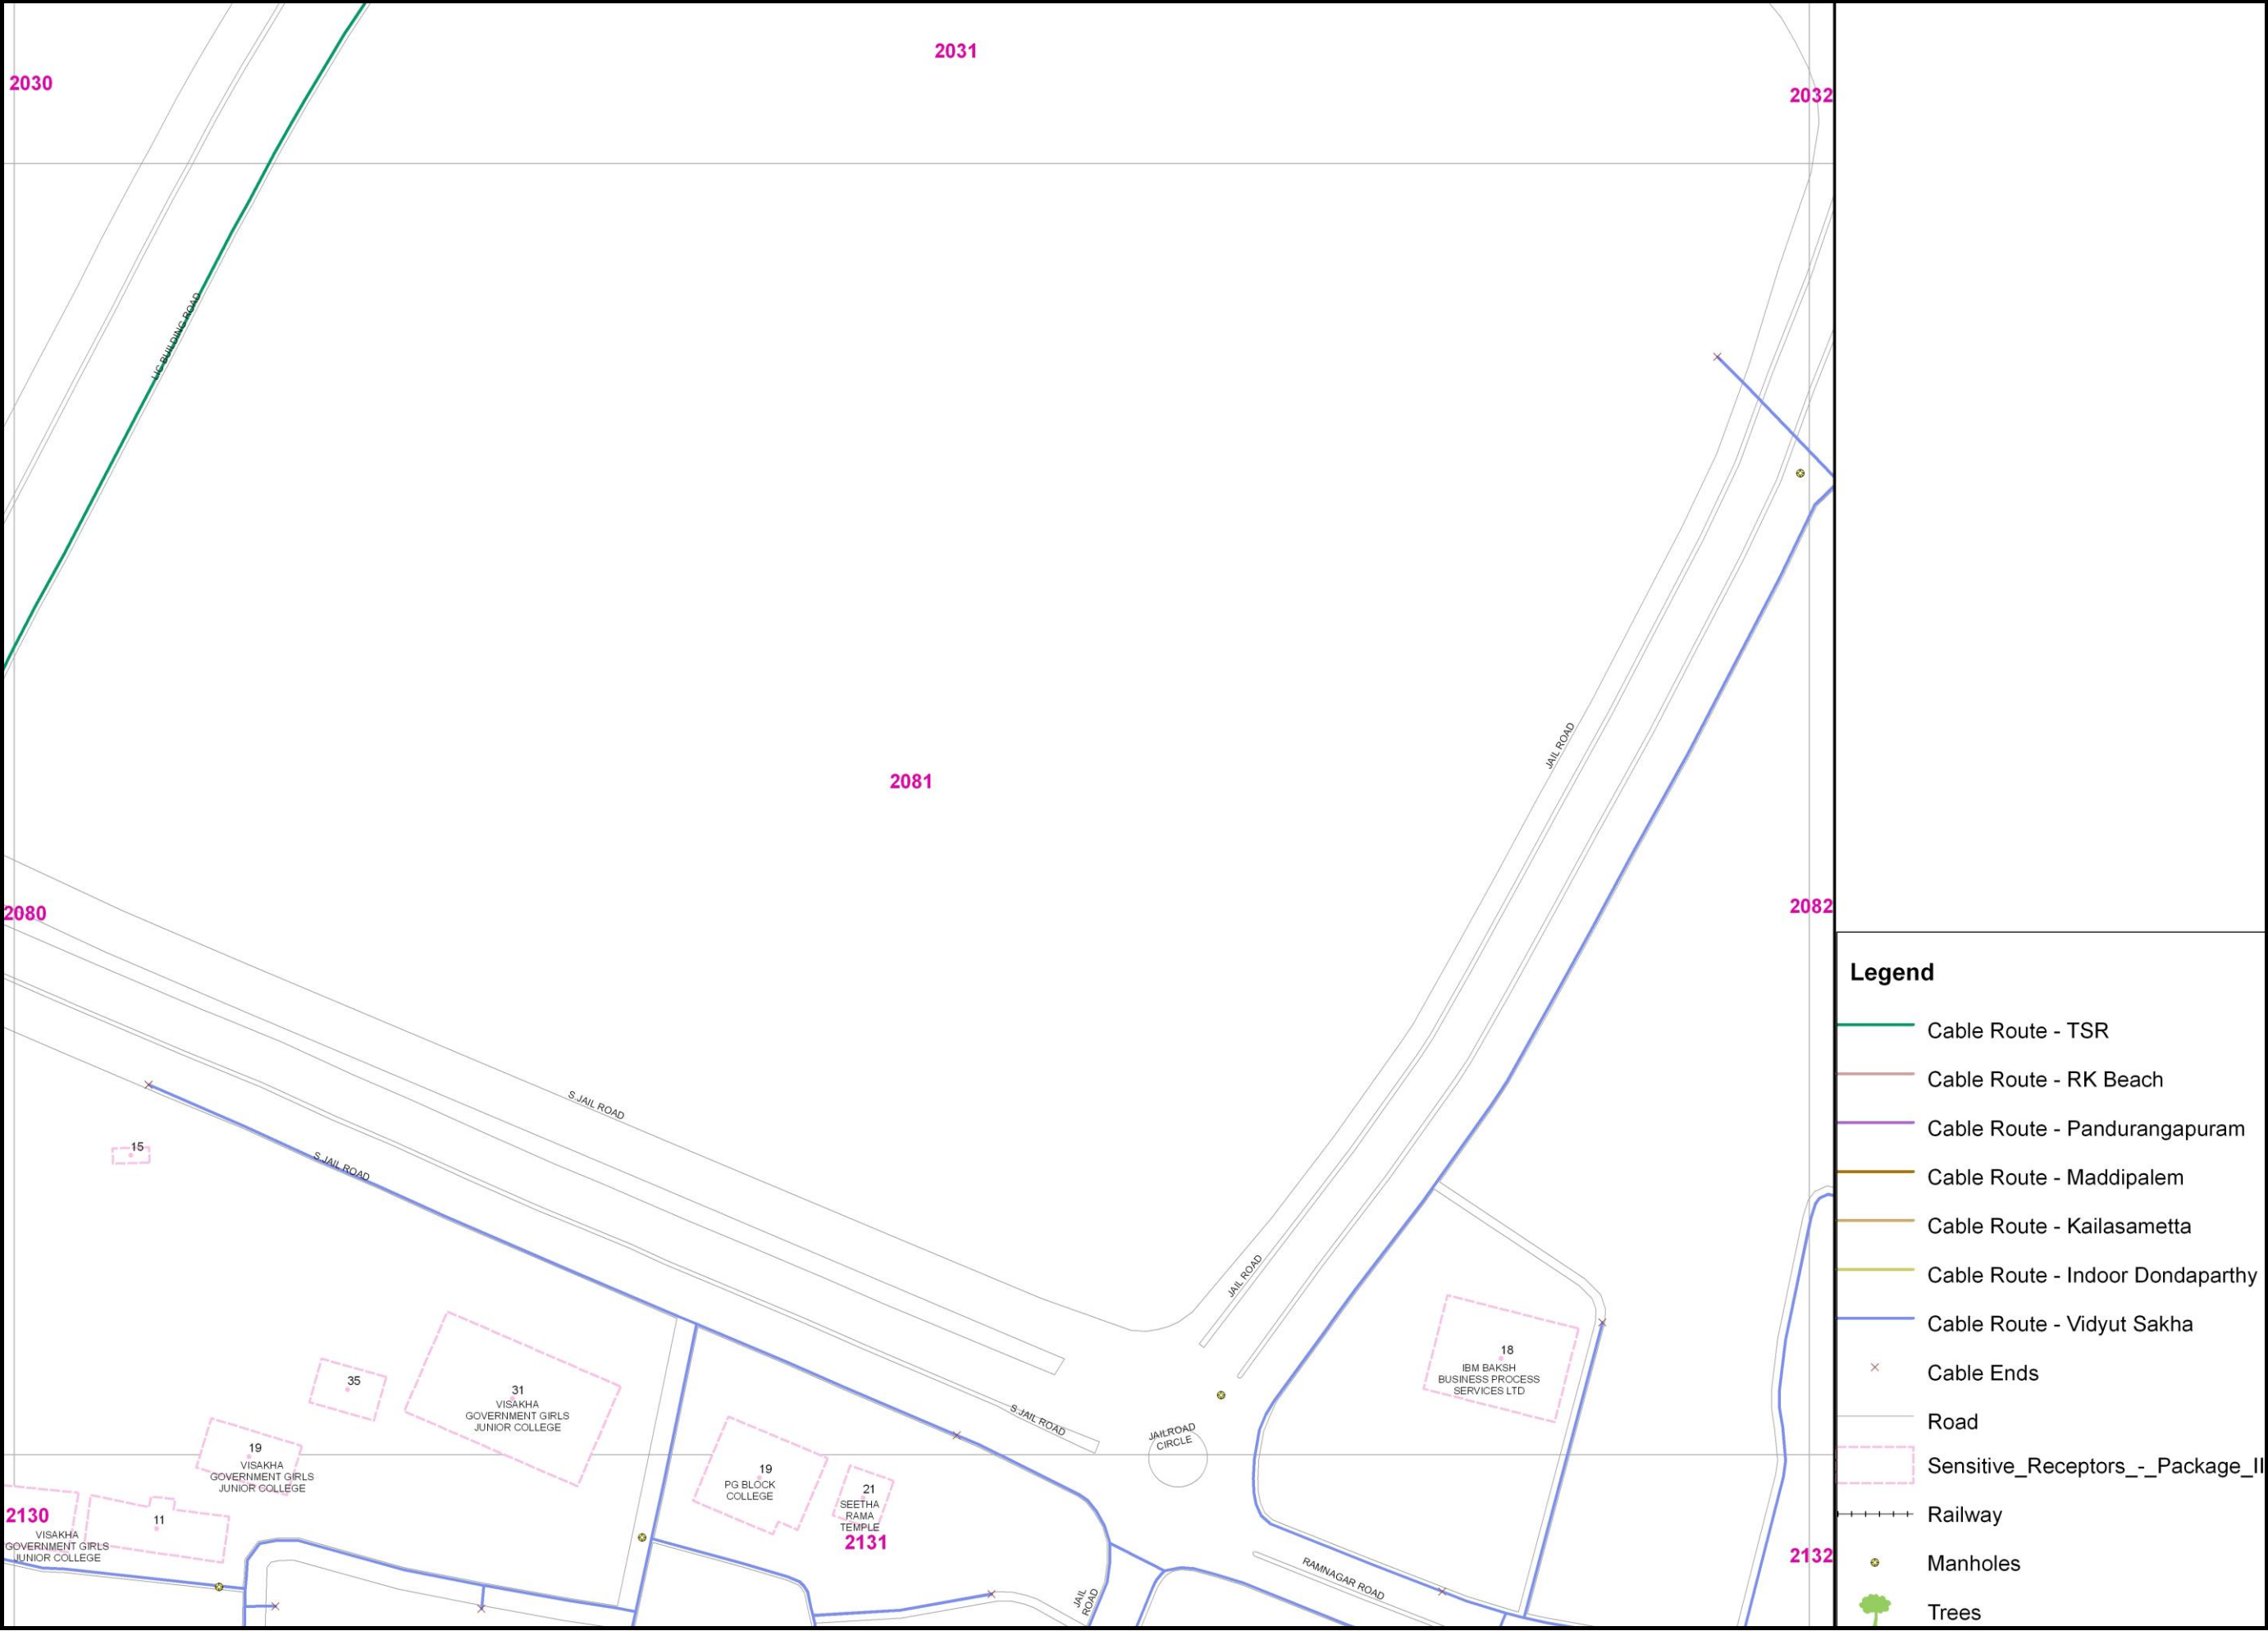 2031
2030
2032
LIC BUILDING ROAD
JAIL ROAD
2081
2080
2082
S.JAIL ROAD
15
S.JAIL ROAD
JAIL ROAD
18
IBM BAKSH
BUSINESS PROCESS
SERVICES LTD
35
31
VISAKHA
GOVERNMENT GIRLS
JUNIOR COLLEGE
S.JAIL ROAD
JAILROAD
CIRCLE
19
VISAKHA
GOVERNMENT GIRLS
JUNIOR COLLEGE
19
PG BLOCK
COLLEGE
21
SEETHA
RAMA
TEMPLE
2130
11
VISAKHA
GOVERNMENT GIRLS
JUNIOR COLLEGE
2131
2132
RAMNAGAR ROAD
JAIL
ROAD
Legend
Cable Route - TSR
Cable Route - RK Beach
Cable Route - Pandurangapuram
Cable Route - Maddipalem
Cable Route - Kailasametta
Cable Route - Indoor Dondaparthy
Cable Route - Vidyut Sakha
Cable Ends
Road
Sensitive_Receptors_-_Package_II
Railway
Manholes
Trees